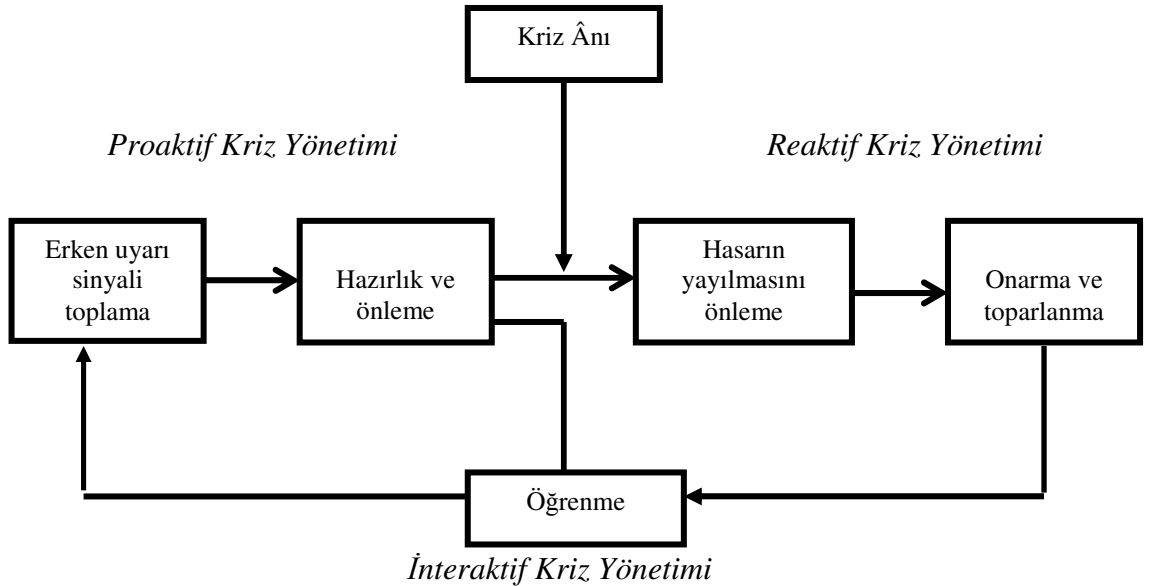 Kriz Ânı
Proaktif Kriz Yönetimi
Reaktif Kriz Yönetimi
Erken uyarı
sinyali
toplama
Hazırlık ve
önleme
Hasarın
yayılmasını
önleme
Onarma ve
toparlanma
Öğrenme
İnteraktif Kriz Yönetimi